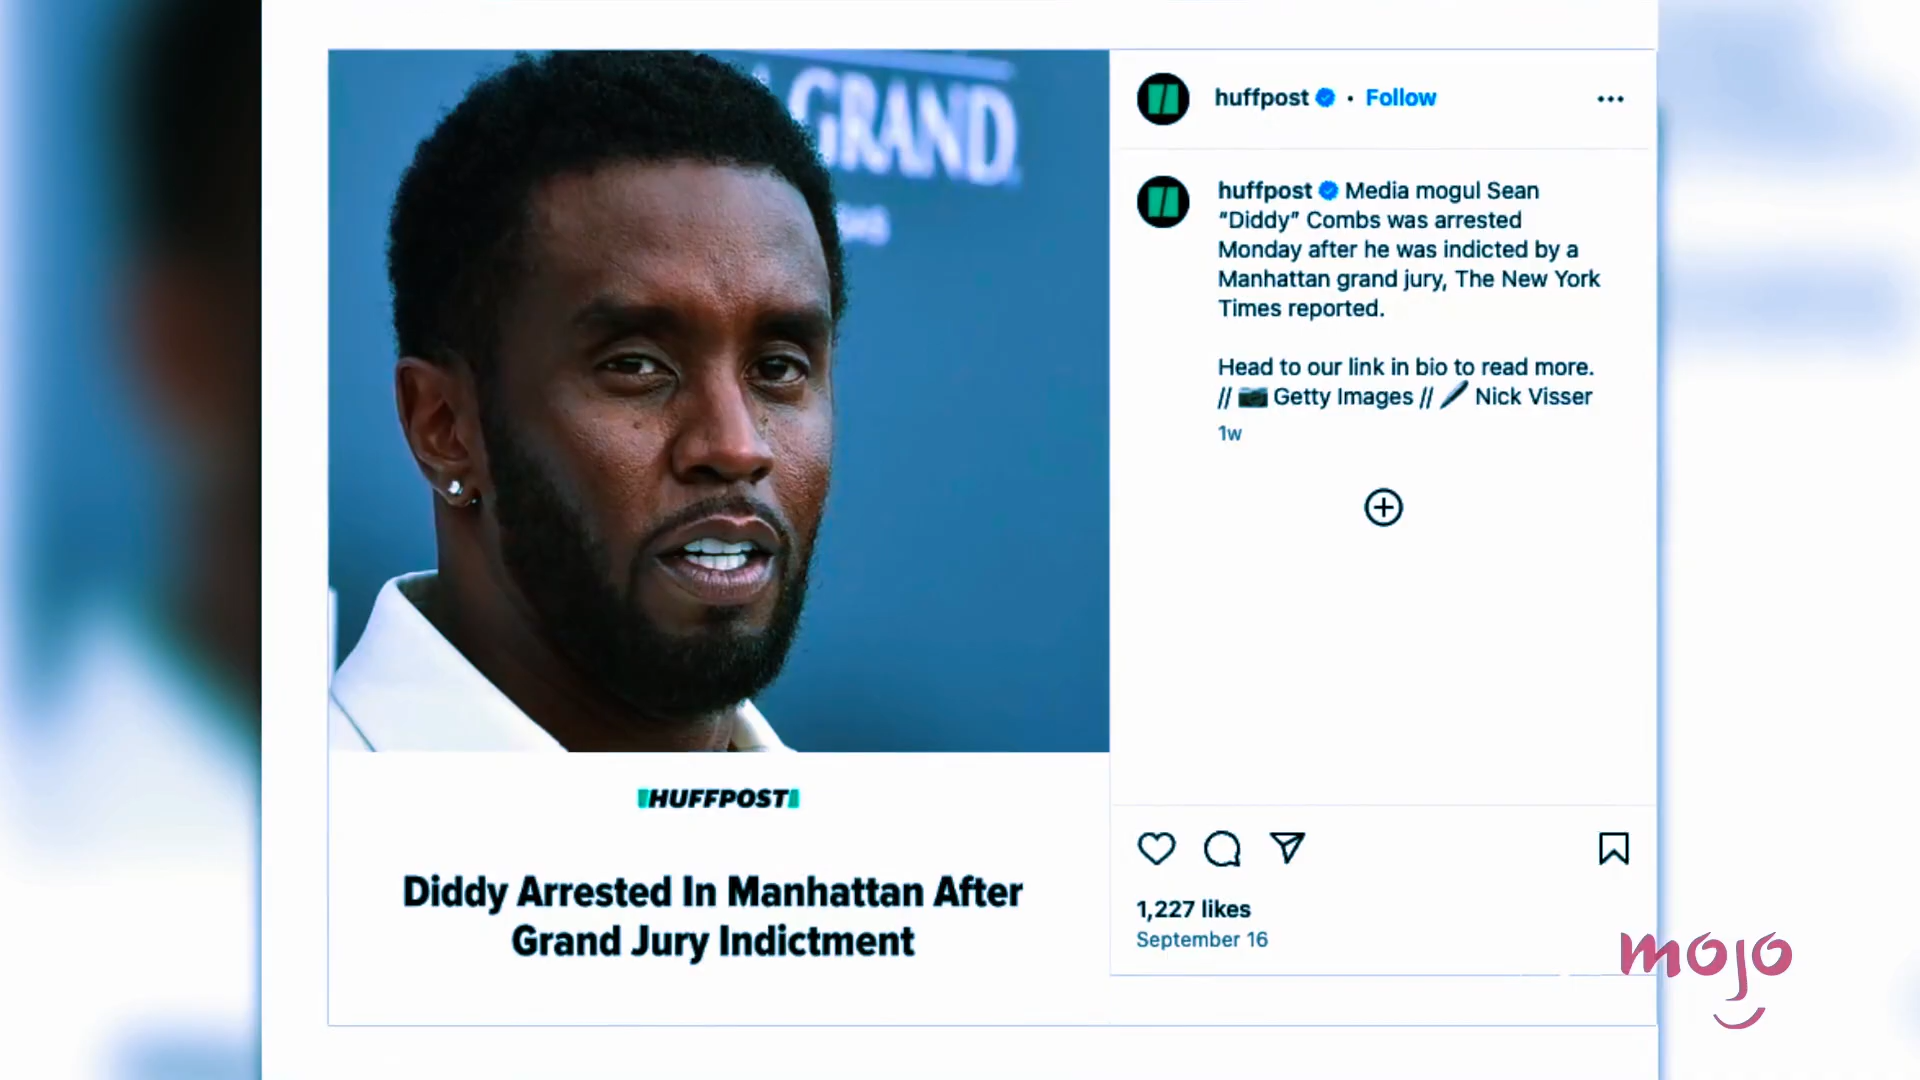 GRAND
huffpost • Follow
huffpost Media mogul Sean
“Diddy” Combs was arrested
Monday after he was indicted by a
Manhattan grand jury, The New York
Times reported.
Head to our link in bio to read more.
// 📷 Getty Images // 🖊 Nick Visser
1w
HUFFPOST
Diddy Arrested In Manhattan After
Grand Jury Indictment
1,227 likes
September 16
mojo